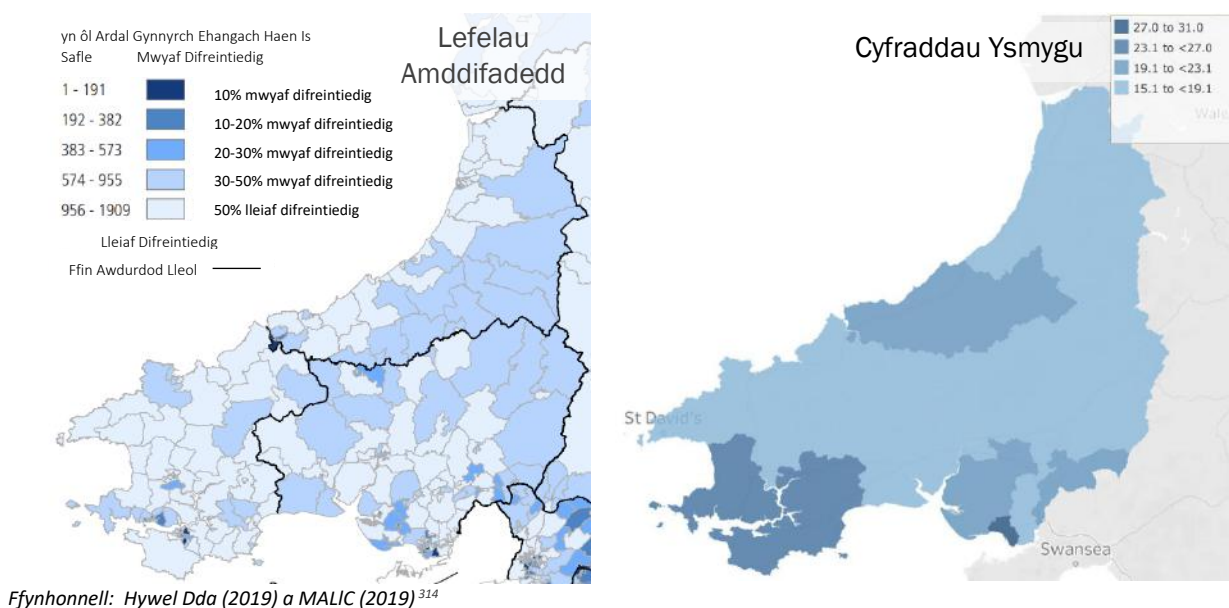 yn ôl Ardal Gynnyrch Ehangach Haen Is
Safle Mwyaf Difreintiedig
1 - 191 10% mwyaf difreintiedig
192 - 382 10-20% mwyaf difreintiedig
383 - 573 20-30% mwyaf difreintiedig
574 - 955 30-50% mwyaf difreintiedig
956 - 1909 50% lleiaf difreintiedig
Lleiaf Difreintiedig
Ffin Awdurdod Lleol
Lefelau
Amddifadedd
Cyfraddau Ysmygu
27.0 to 31.0
23.1 to <27.0
19.1 to <23.1
15.1 to <19.1
St David's
Swansea
Ffynhonnell: Hywel Dda (2019) a MALlC (2019) 314